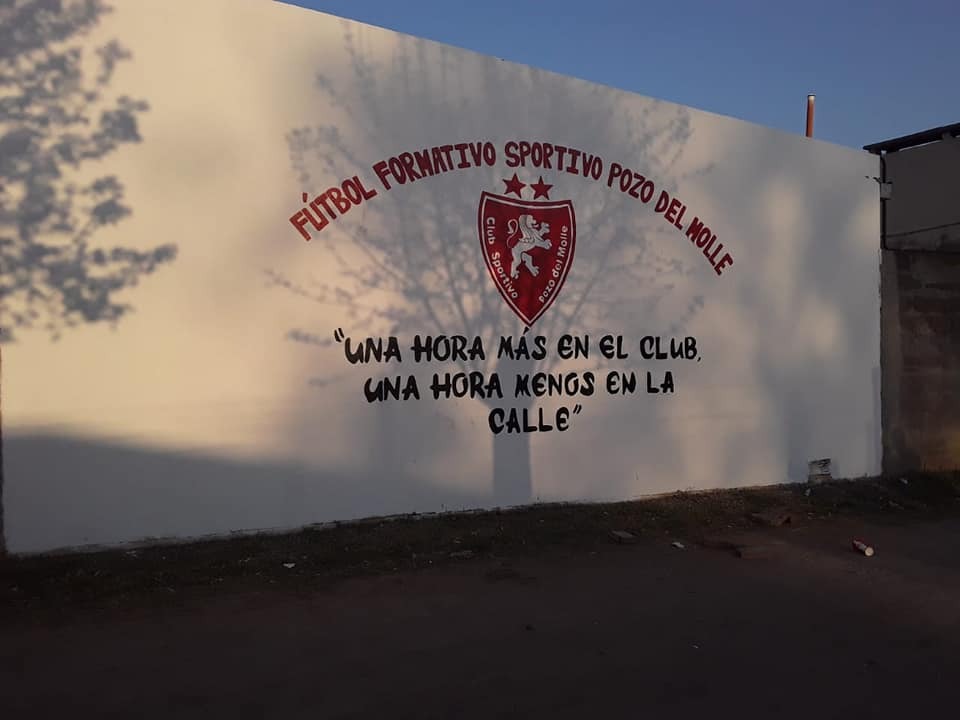 FÚTBOL FORMATIVO SPORTIVO POZO DEL MOLLE
Club Sportivo
Pozo del Molle
"UNA HORA MÁS EN EL CLUB,
UNA HORA MENOS EN LA
CALLE"